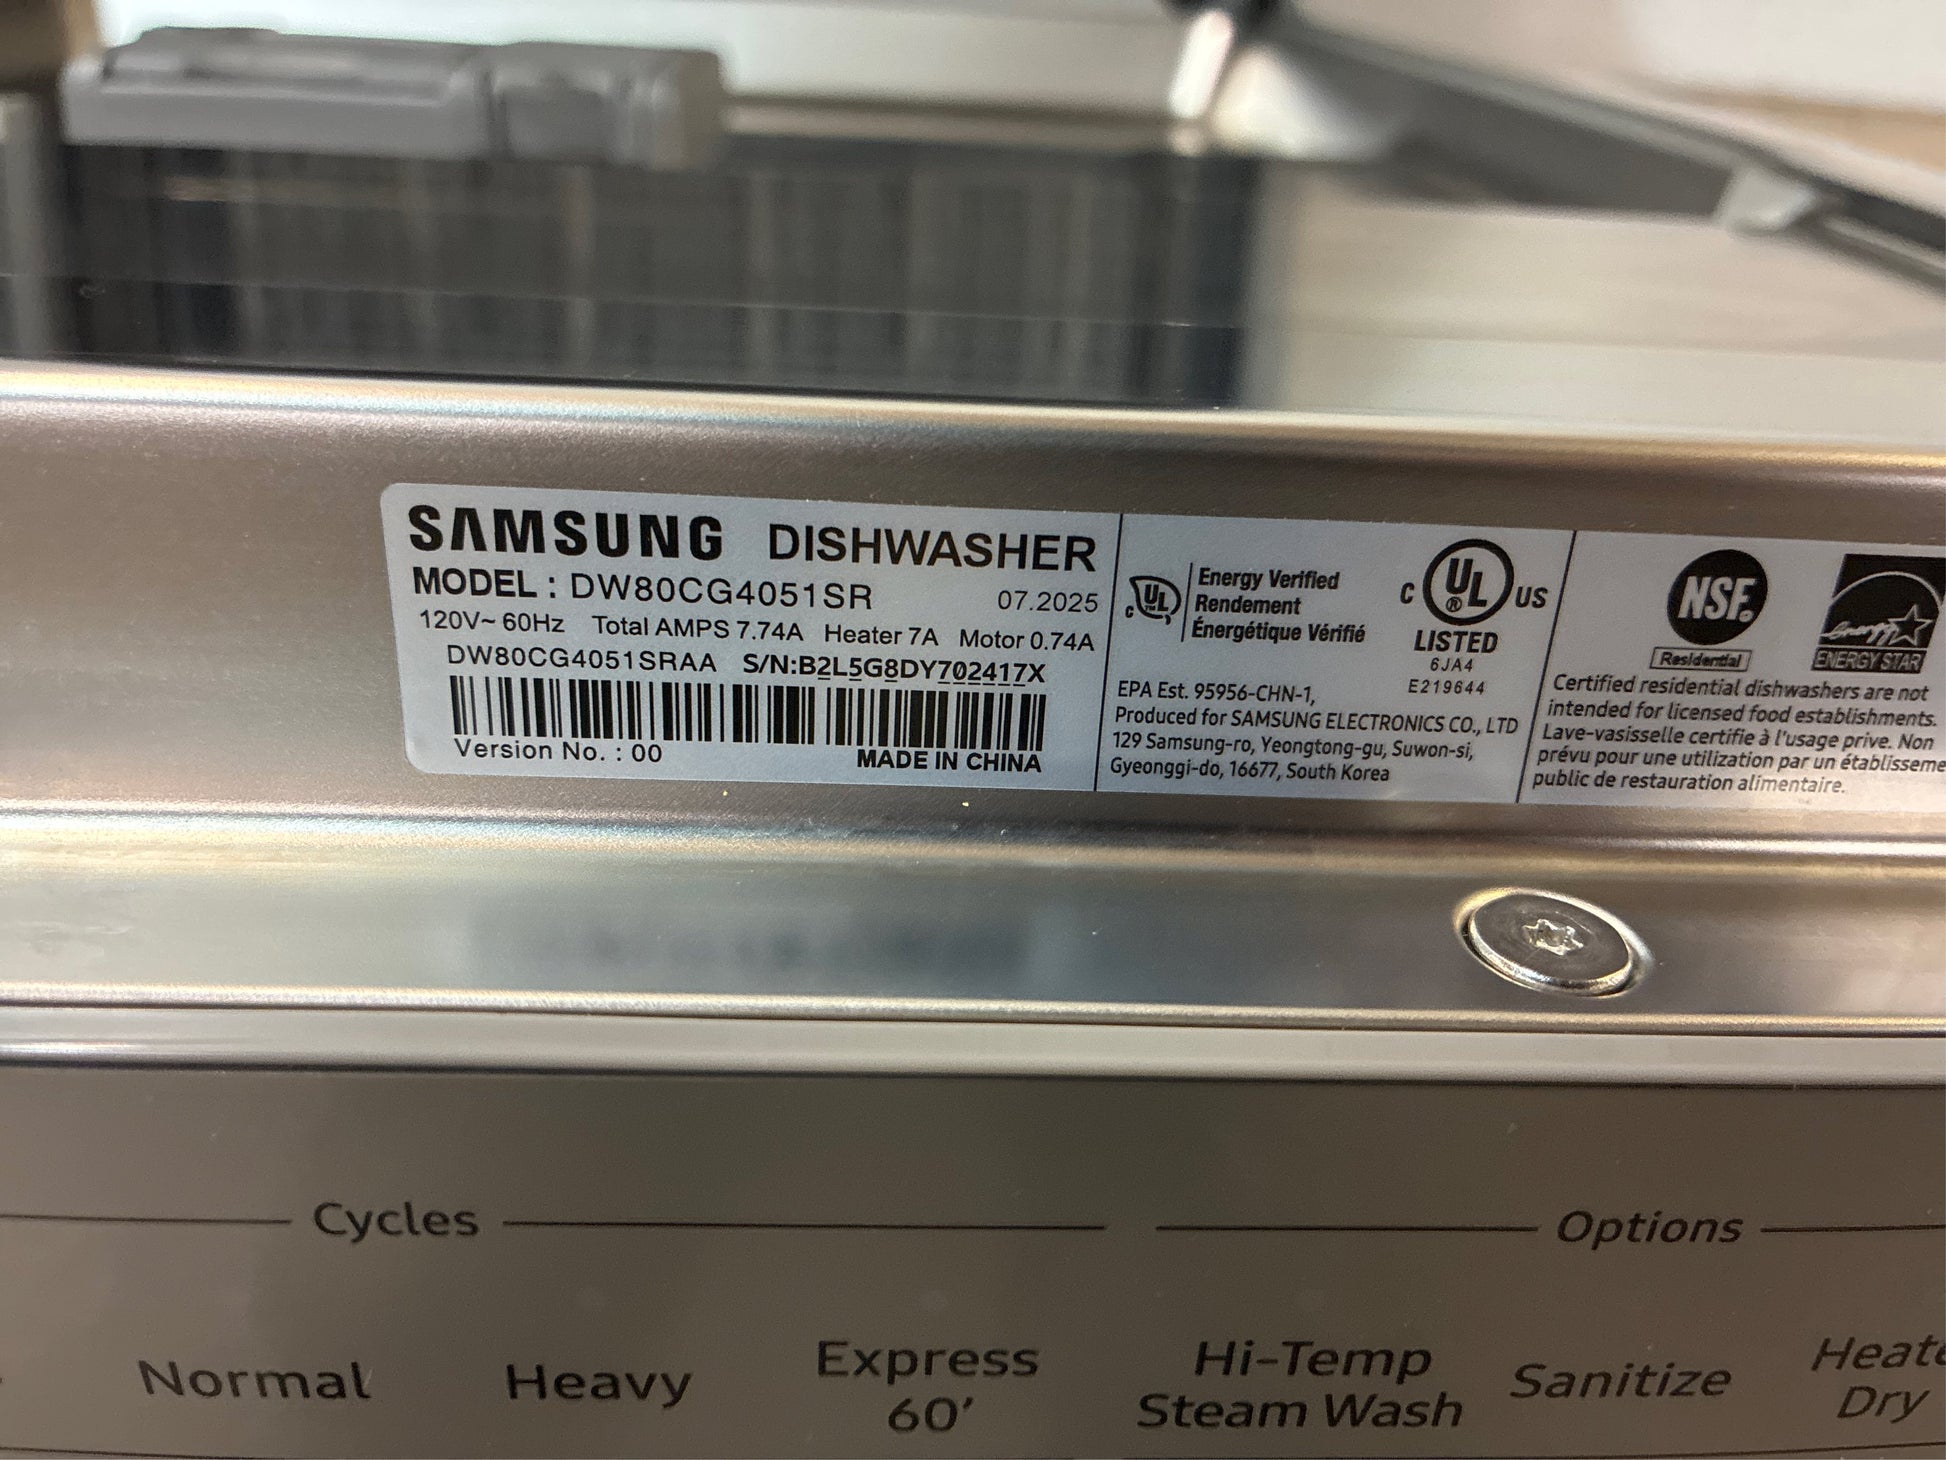 SAMSUNG DISHWASHER
MODEL : DW80CG4051SR 07.2025
120V~ 60Hz Total AMPS 7.74A Heater 7A Motor 0.74A
DW80CG4051SRAA S/N:B2L5G8DY702417X
Version No. : 00 MADE IN CHINA
c UL
Energy Verified
Rendement
Énergétique Vérifié
C UL ® US
LISTED
6JA4
E219644
EPA Est. 95956-CHN-1,
Produced for SAMSUNG ELECTRONICS CO., LTD
129 Samsung-ro, Yeongtong-gu, Suwon-si,
Gyeonggi-do, 16677, South Korea
NSF®
Residential
energy
ENERGY STAR
Certified residential dishwashers are not
intended for licensed food establishments.
Lave-vasisselle certifie à l'usage prive. Non
prévu pour une utilization par un établisseme
public de restauration alimentaire.
Cycles
Options
Normal
Heavy
Express
60'
Hi-Temp
Steam Wash
Sanitize
Heate
Dry